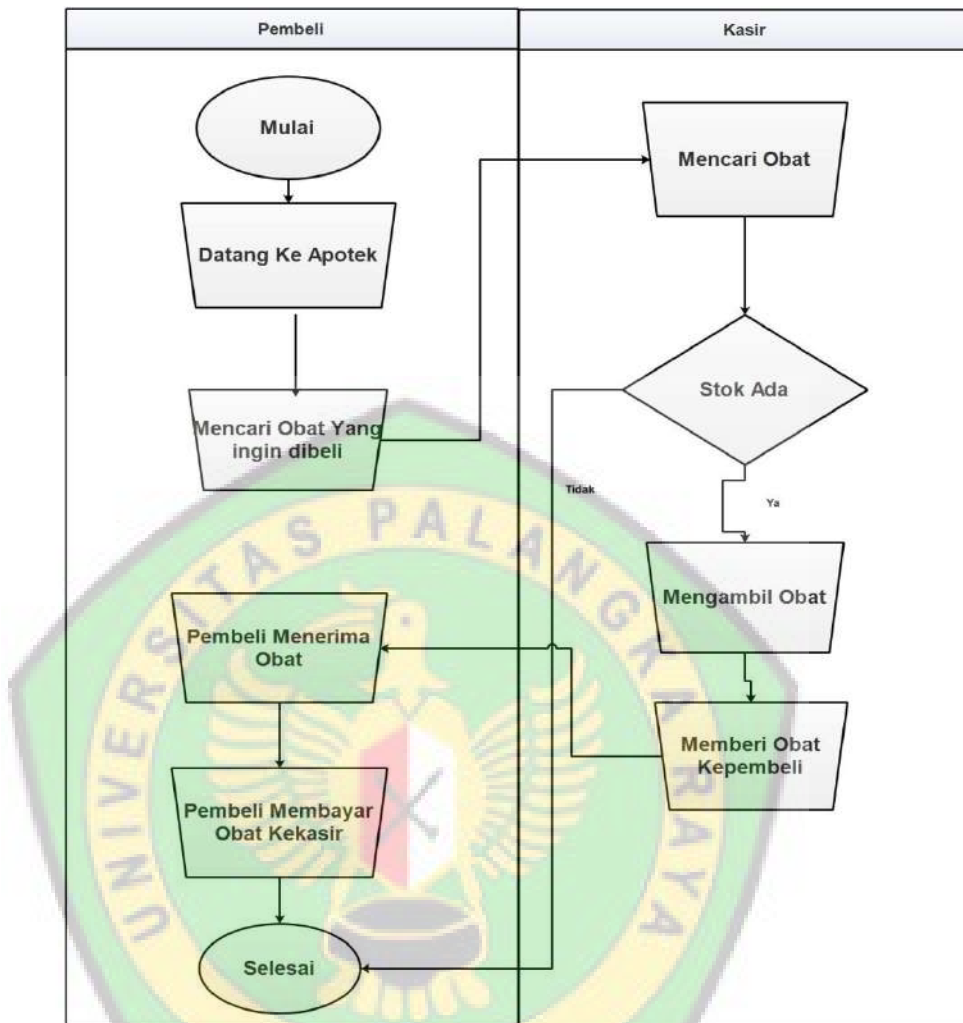 Pembeli
Kasir
Mulai
Datang Ke Apotek
Mencari Obat Yang
ingin dibeli
Mencari Obat
Stok Ada
Tidak
Ya
Mengambil Obat
Memberi Obat
Kepembeli
Pembeli Menerima
Obat
Pembeli Membayar
Obat Kekasir
Selesai
UNIVERSITAS PALANGKA RAYA